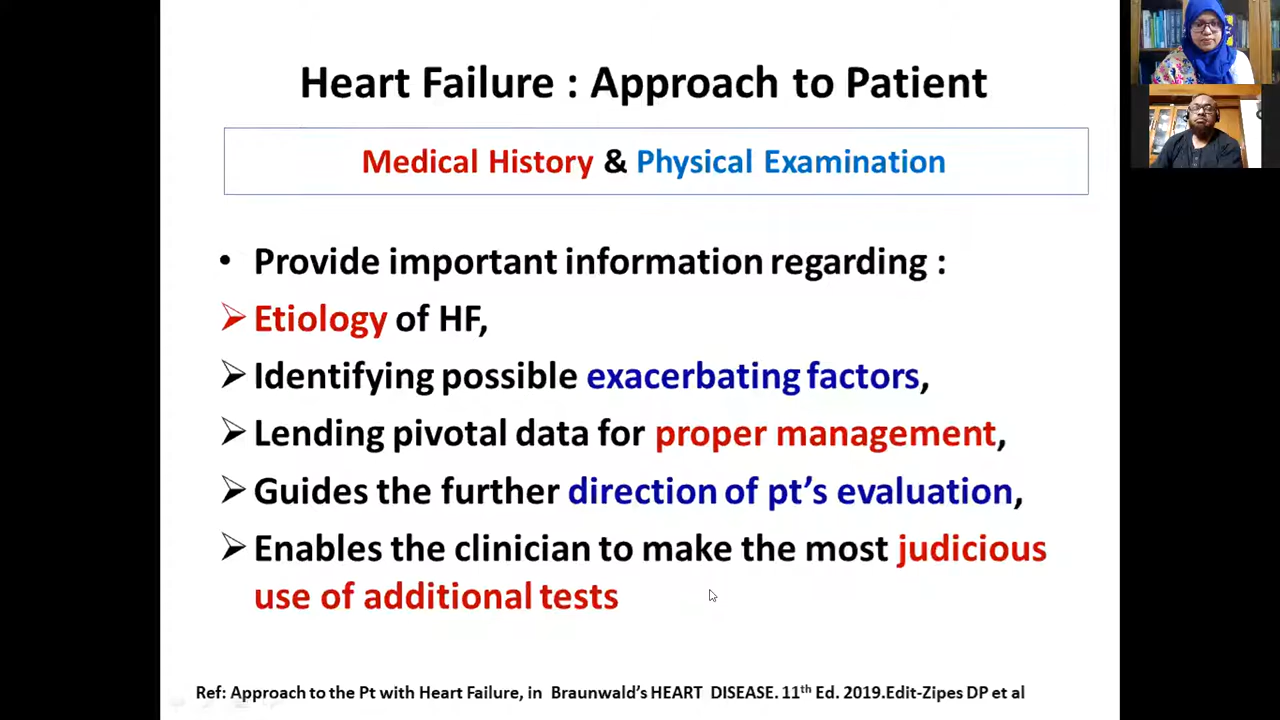 Heart Failure : Approach to Patient
Medical History & Physical Examination
• Provide important information regarding :
➢ Etiology of HF,
➢ Identifying possible exacerbating factors,
➢ Lending pivotal data for proper management,
➢ Guides the further direction of pt's evaluation,
➢ Enables the clinician to make the most judicious
use of additional tests
Ref: Approach to the Pt with Heart Failure, in Braunwald's HEART DISEASE. 11th Ed. 2019.Edit-Zipes DP et al